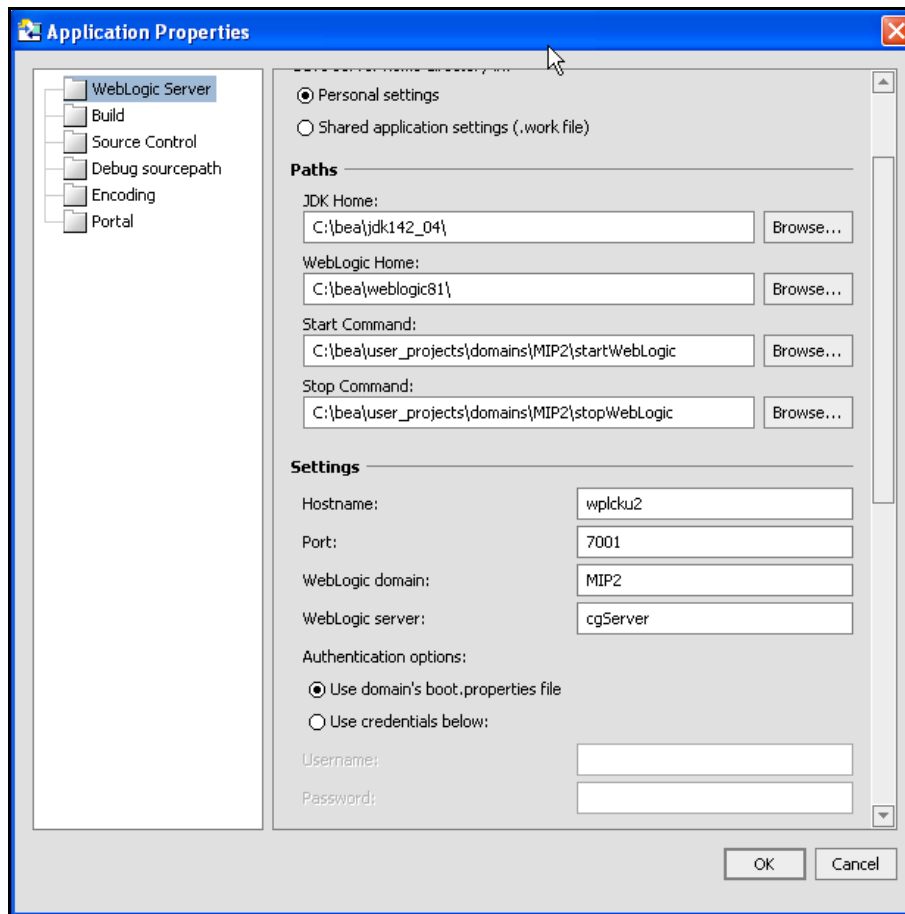 Application Properties
WebLogic Server
Build
Source Control
Debug sourcepath
Encoding
Portal
Personal settings
Shared application settings (.work file)
Paths
JDK Home:
C:\bea\jdk142_04\
Browse...
WebLogic Home:
C:\bea\weblogic81\
Browse...
Start Command:
C:\bea\user_projects\domains\MIP2\startWebLogic
Browse...
Stop Command:
C:\bea\user_projects\domains\MIP2\stopWebLogic
Browse...
Settings
Hostname: wplcku2
Port: 7001
WebLogic domain: MIP2
WebLogic server: cgServer
Authentication options:
Use domain's boot.properties file
Use credentials below:
Username:
Password:
OK Cancel